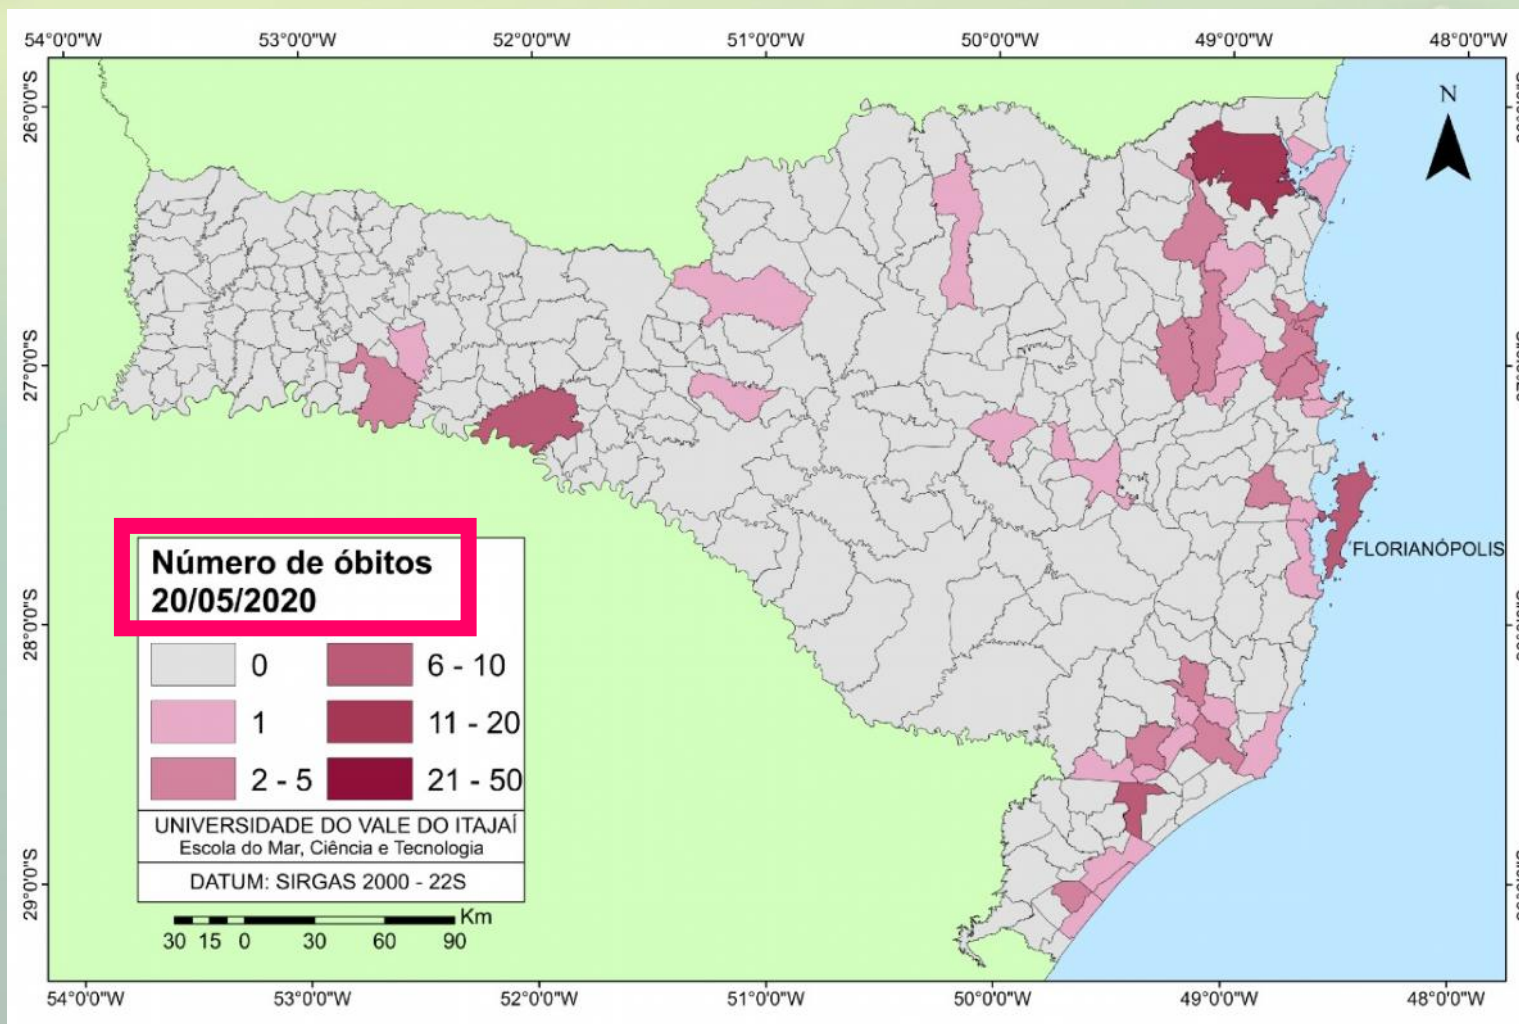 54°0'0"W 53°0'0"W 52°0'0"W 51°0'0"W 50°0'0"W 49°0'0"W 48°0'0"W
26°0'0"S
N
27°0'0"S
FLORIANÓPOLIS
Número de óbitos
20/05/2020
28°0'0"S
0 6 - 10
1 11 - 20
2 - 5 21 - 50
UNIVERSIDADE DO VALE DO ITAJAÍ
Escola do Mar, Ciência e Tecnologia
DATUM: SIRGAS 2000 - 22S
29°0'0"S
Km
30 15 0 30 60 90
54°0'0"W 53°0'0"W 52°0'0"W 51°0'0"W 50°0'0"W 49°0'0"W 48°0'0"W